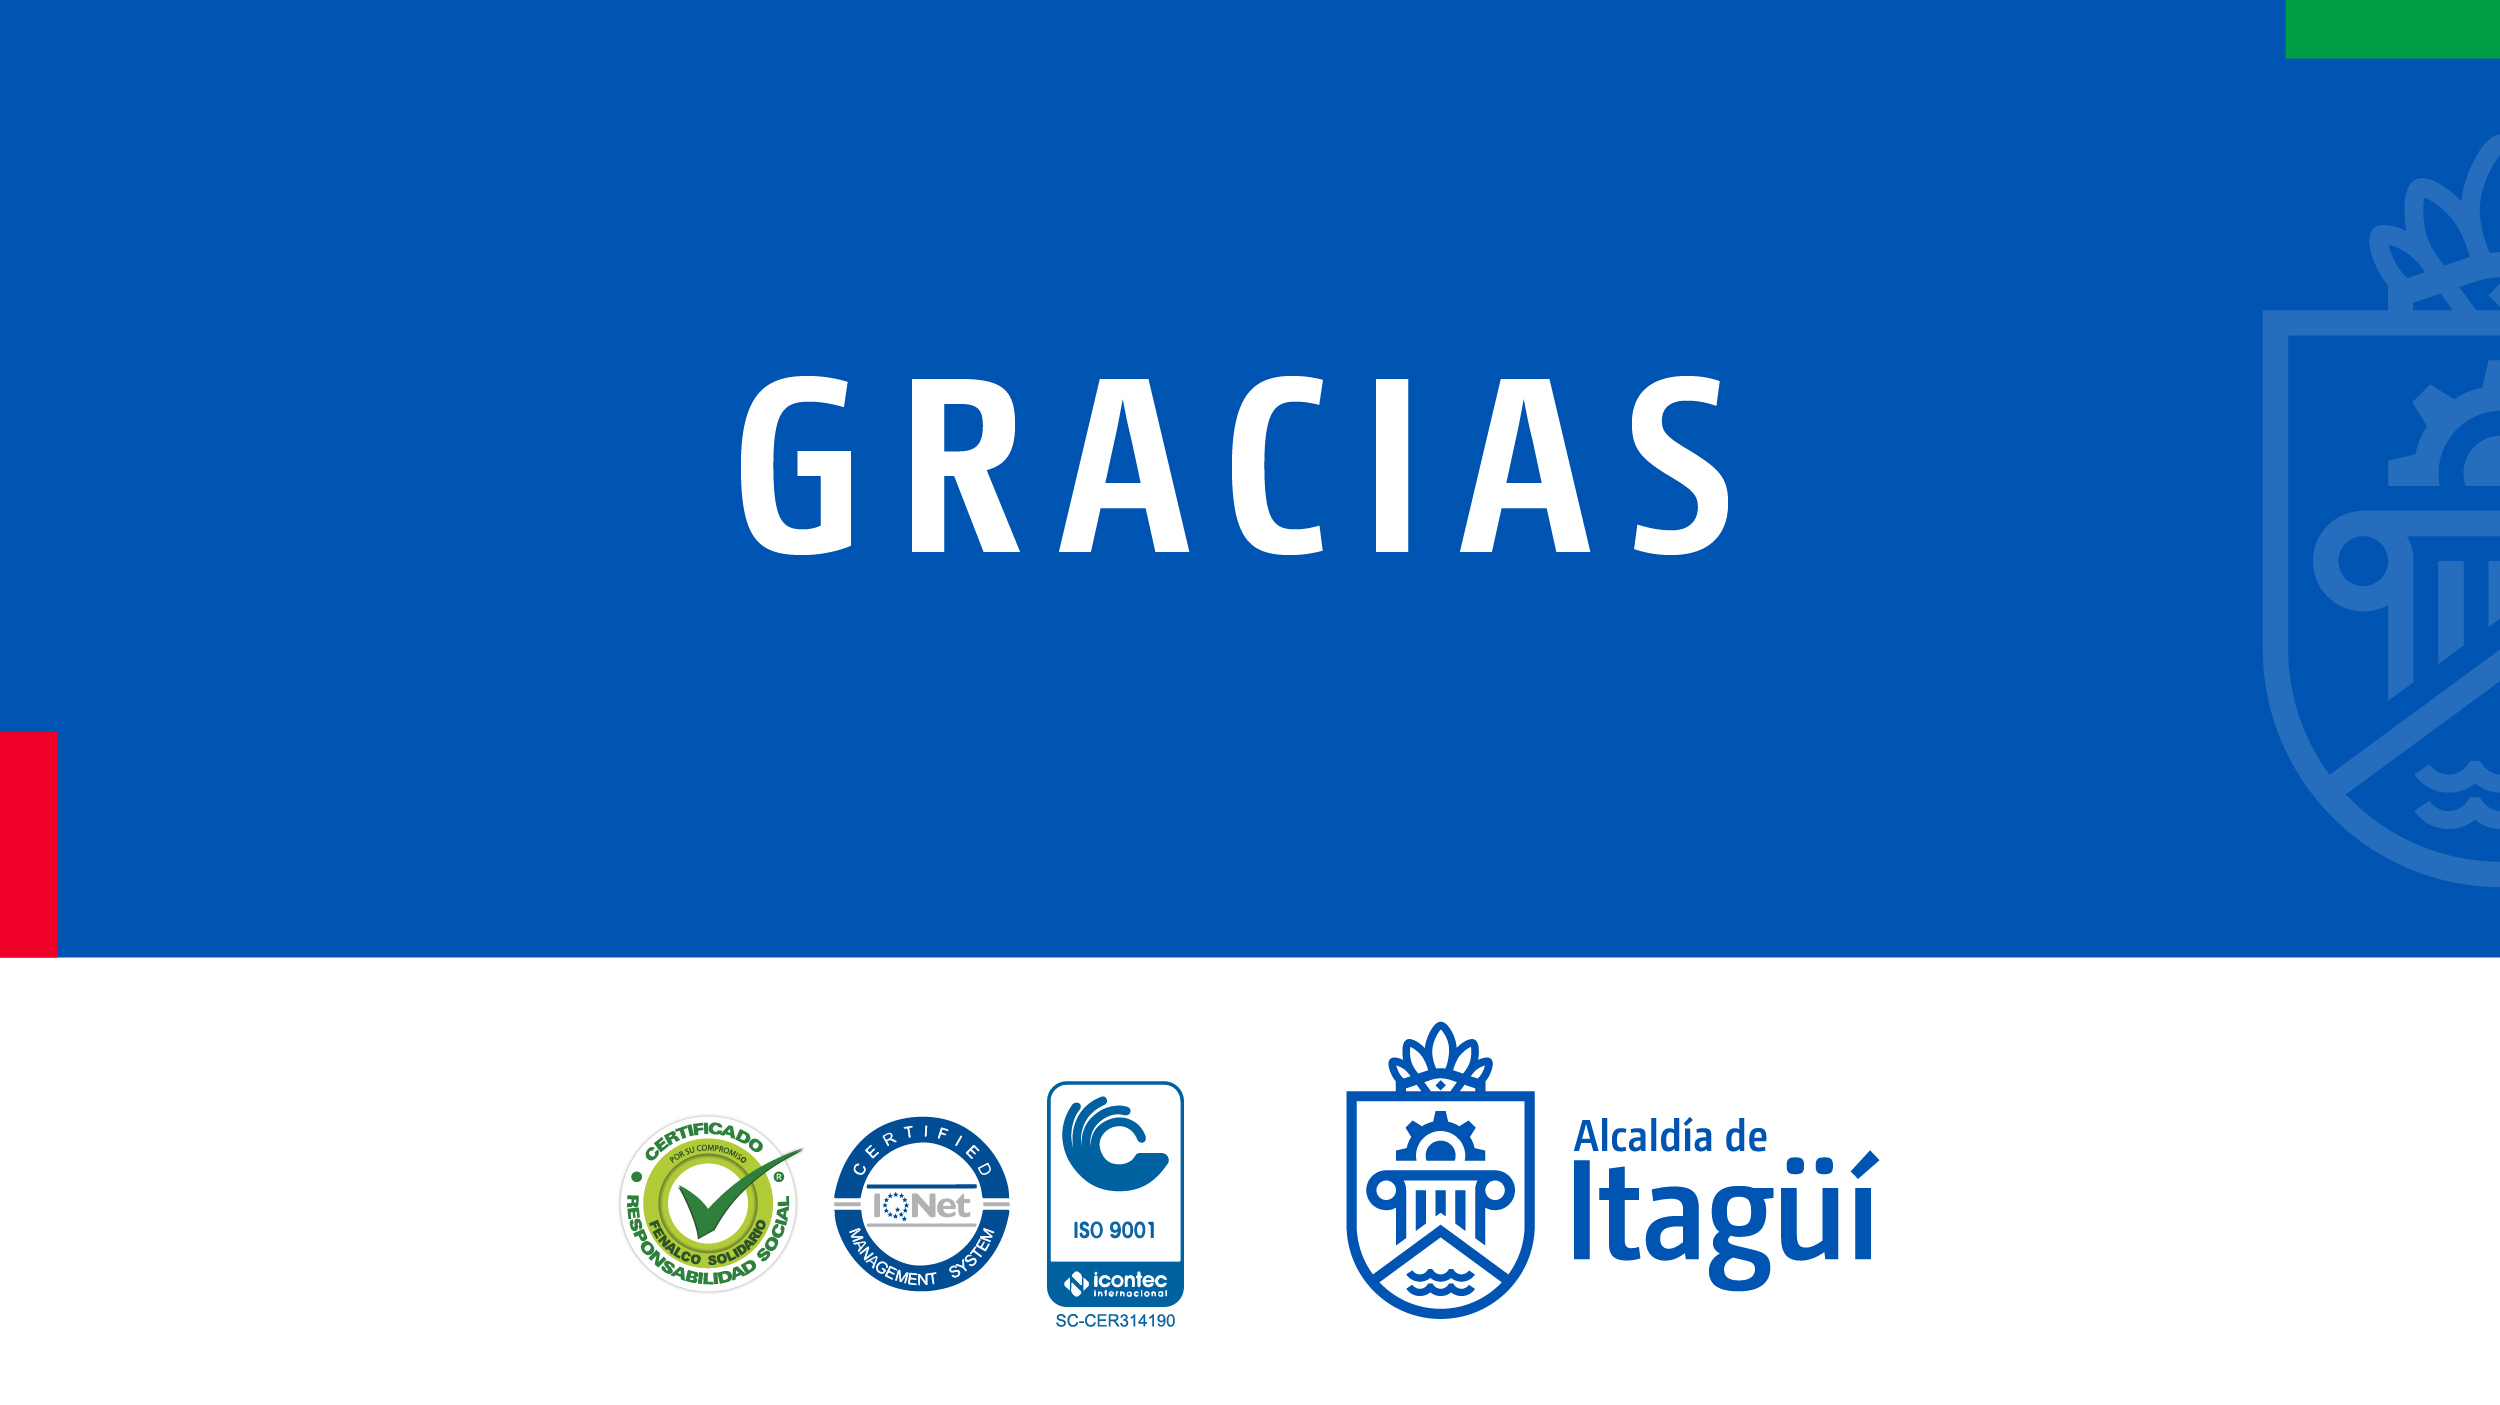 GRACIAS
CERTIFICADO
POR SU COMPROMISO
FENALCO SOLIDARIO
RESPONSABILIDAD SOCIAL
®
CERTIFIED
IQNet
MANAGEMENT SYSTEM
ISO 9001
icontec
internacional
SC-CER314190
Alcaldía de
Itagüí